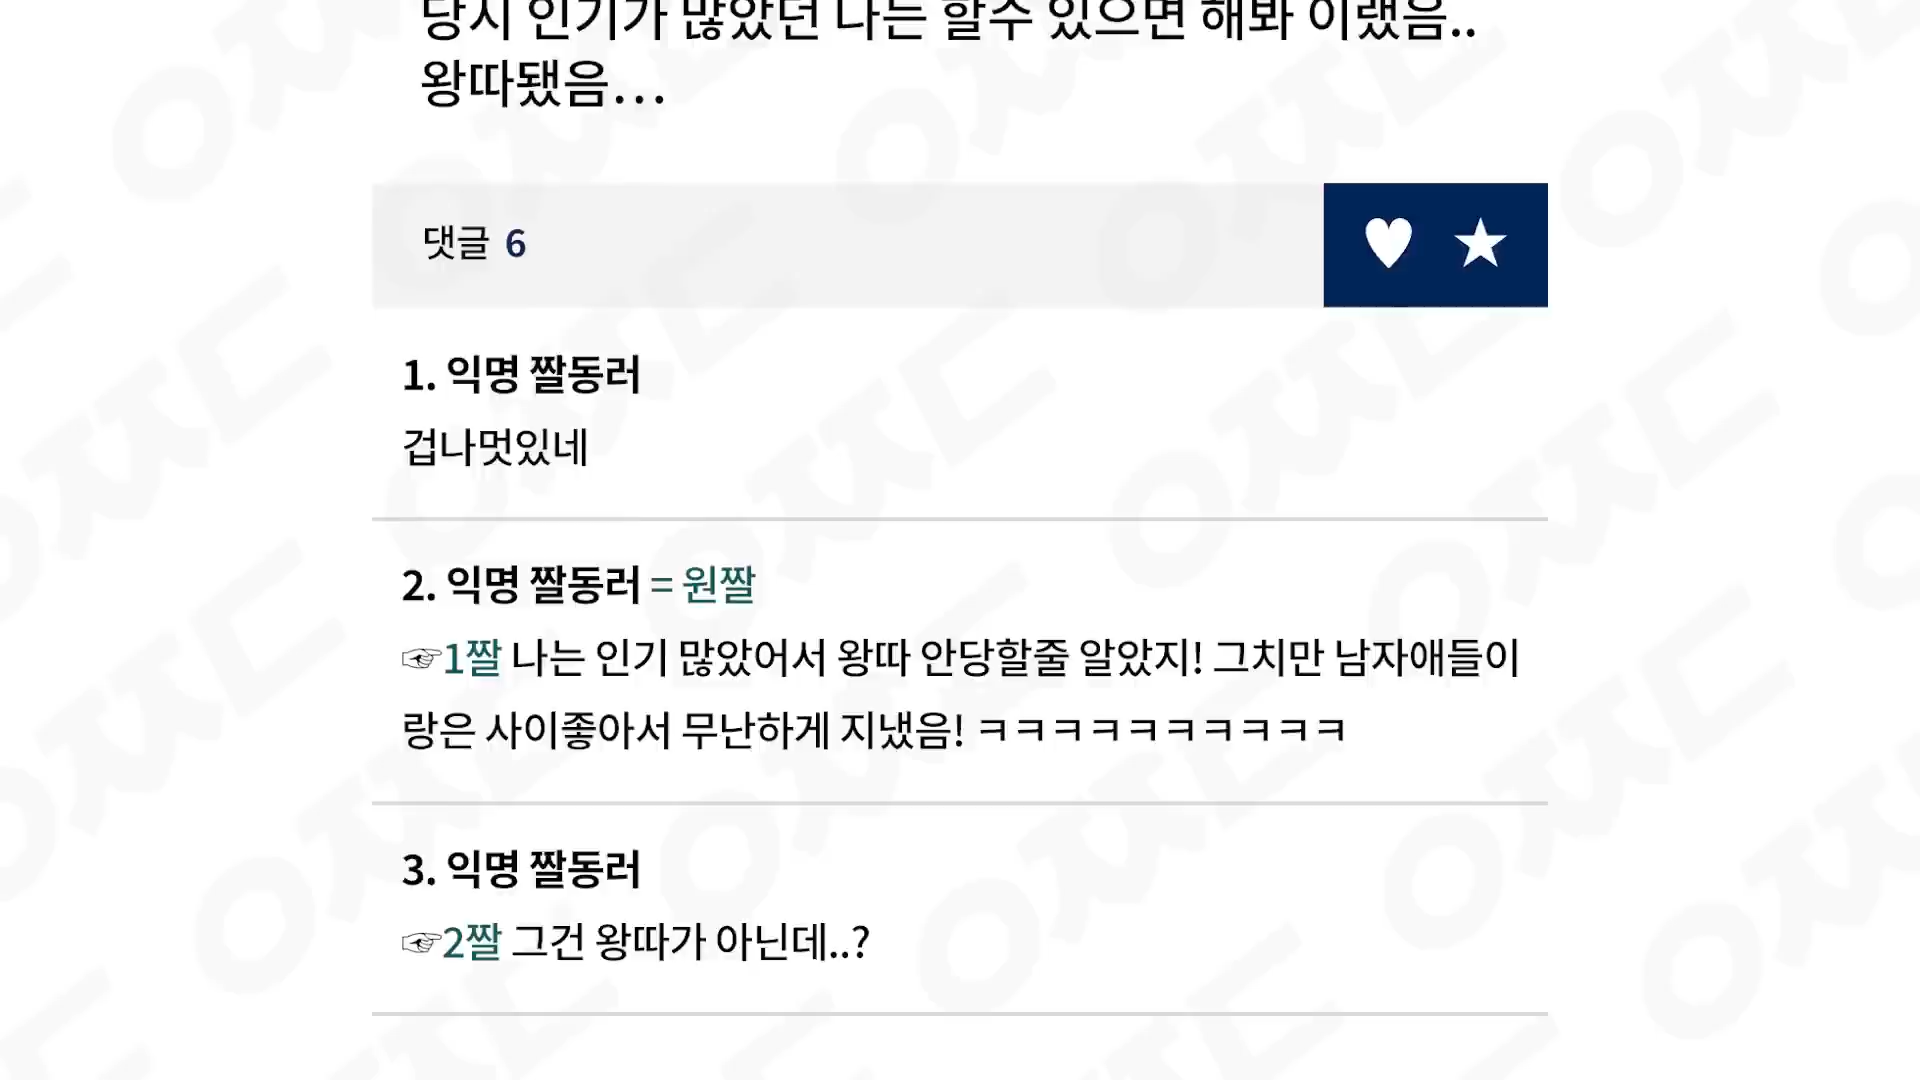 당시 인기가 많았던 나는 할수 있으면 해봐 이랬음..
왕따됐음...
댓글 6
1. 익명 짤동러
겁나멋있네
2. 익명 짤동러 = 원짤
☞1짤 나는 인기 많았어서 왕따 안당할줄 알았지! 그치만 남자애들이
랑은 사이좋아서 무난하게 지냈음! ㅋㅋㅋㅋㅋㅋㅋㅋㅋㅋ
3. 익명 짤동러
☞2짤 그건 왕따가 아닌데..?